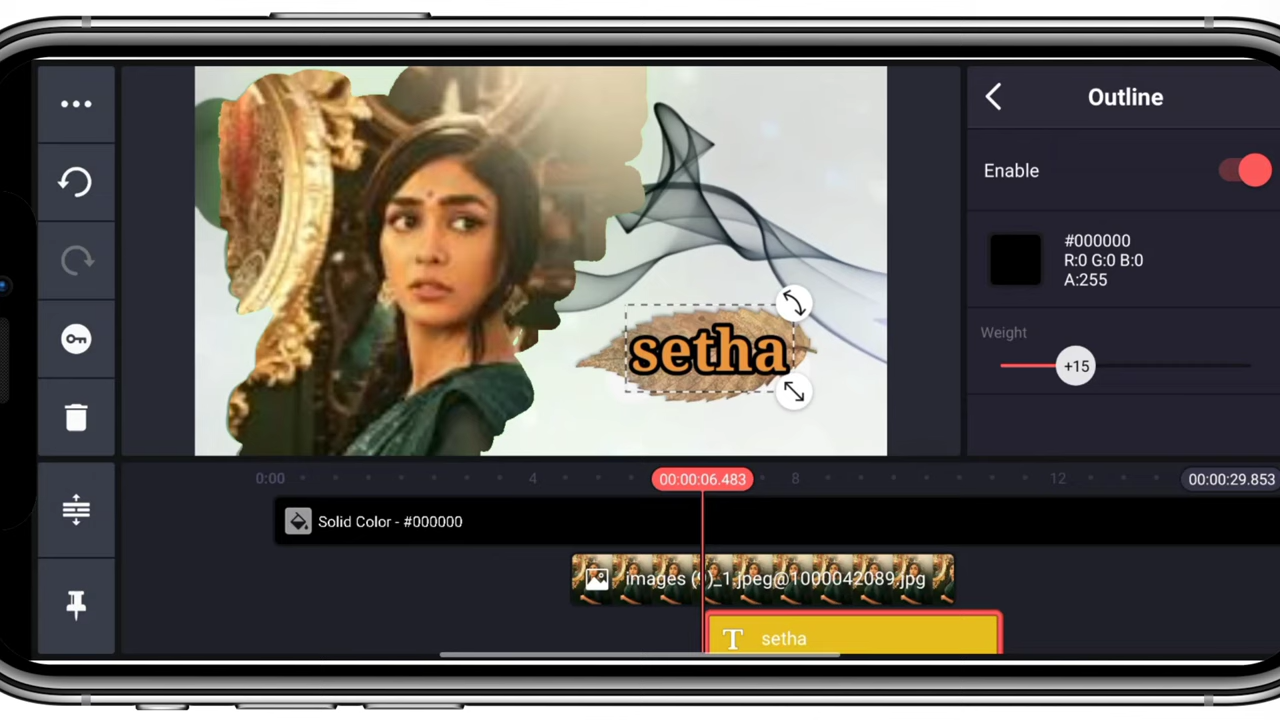 Outline
Enable
#000000
R:0 G:0 B:0
A:255
Weight
+15
setha
0:00
4
00:00:06.483
8
12
00:00:29.853
Solid Color - #000000
images (9)_1.jpeg@1000042089.jpg
T setha